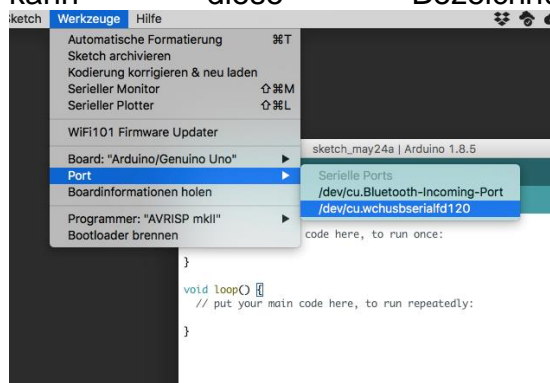 kann diese
Sketch Werkzeuge Hilfe
Automatische Formatierung ⌘T
Sketch archivieren
Kodierung korrigieren & neu laden
Serieller Monitor ⇧⌘M
Serieller Plotter ⇧⌘L
WiFi101 Firmware Updater
Board: "Arduino/Genuino Uno" ▶
Port ▶
Boardinformationen holen
Programmer: "AVRISP mkII" ▶
Bootloader brennen
sketch_may24a | Arduino 1.8.5
Serielle Ports
/dev/cu.Bluetooth-Incoming-Port
/dev/cu.wchusbserialfd120
code here, to run once:
}
void loop() {
// put your main code here, to run repeatedly:
}